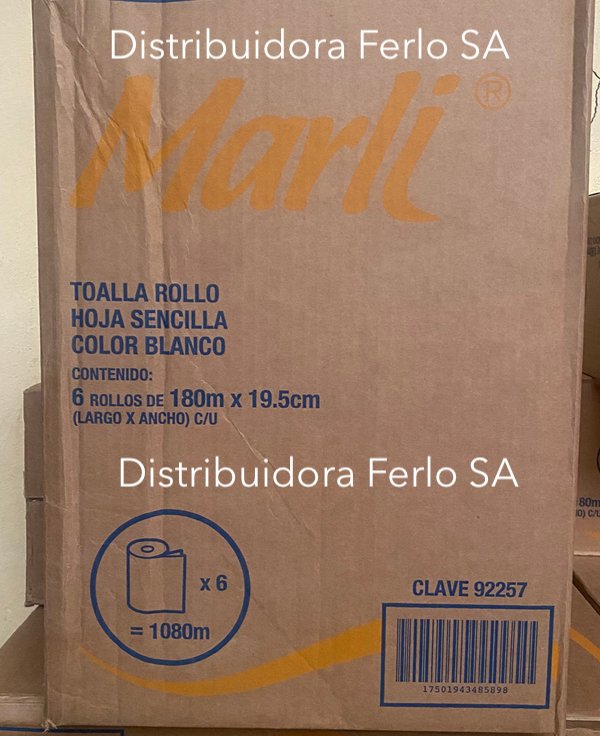 Distribuidora Ferlo SA
Marli®
TOALLA ROLLO
HOJA SENCILLA
COLOR BLANCO
CONTENIDO:
6 ROLLOS DE 180m x 19.5cm
(LARGO X ANCHO) C/U
Distribuidora Ferlo SA
x 6
= 1080m
CLAVE 92257
17501943485898
80m
O) C/U